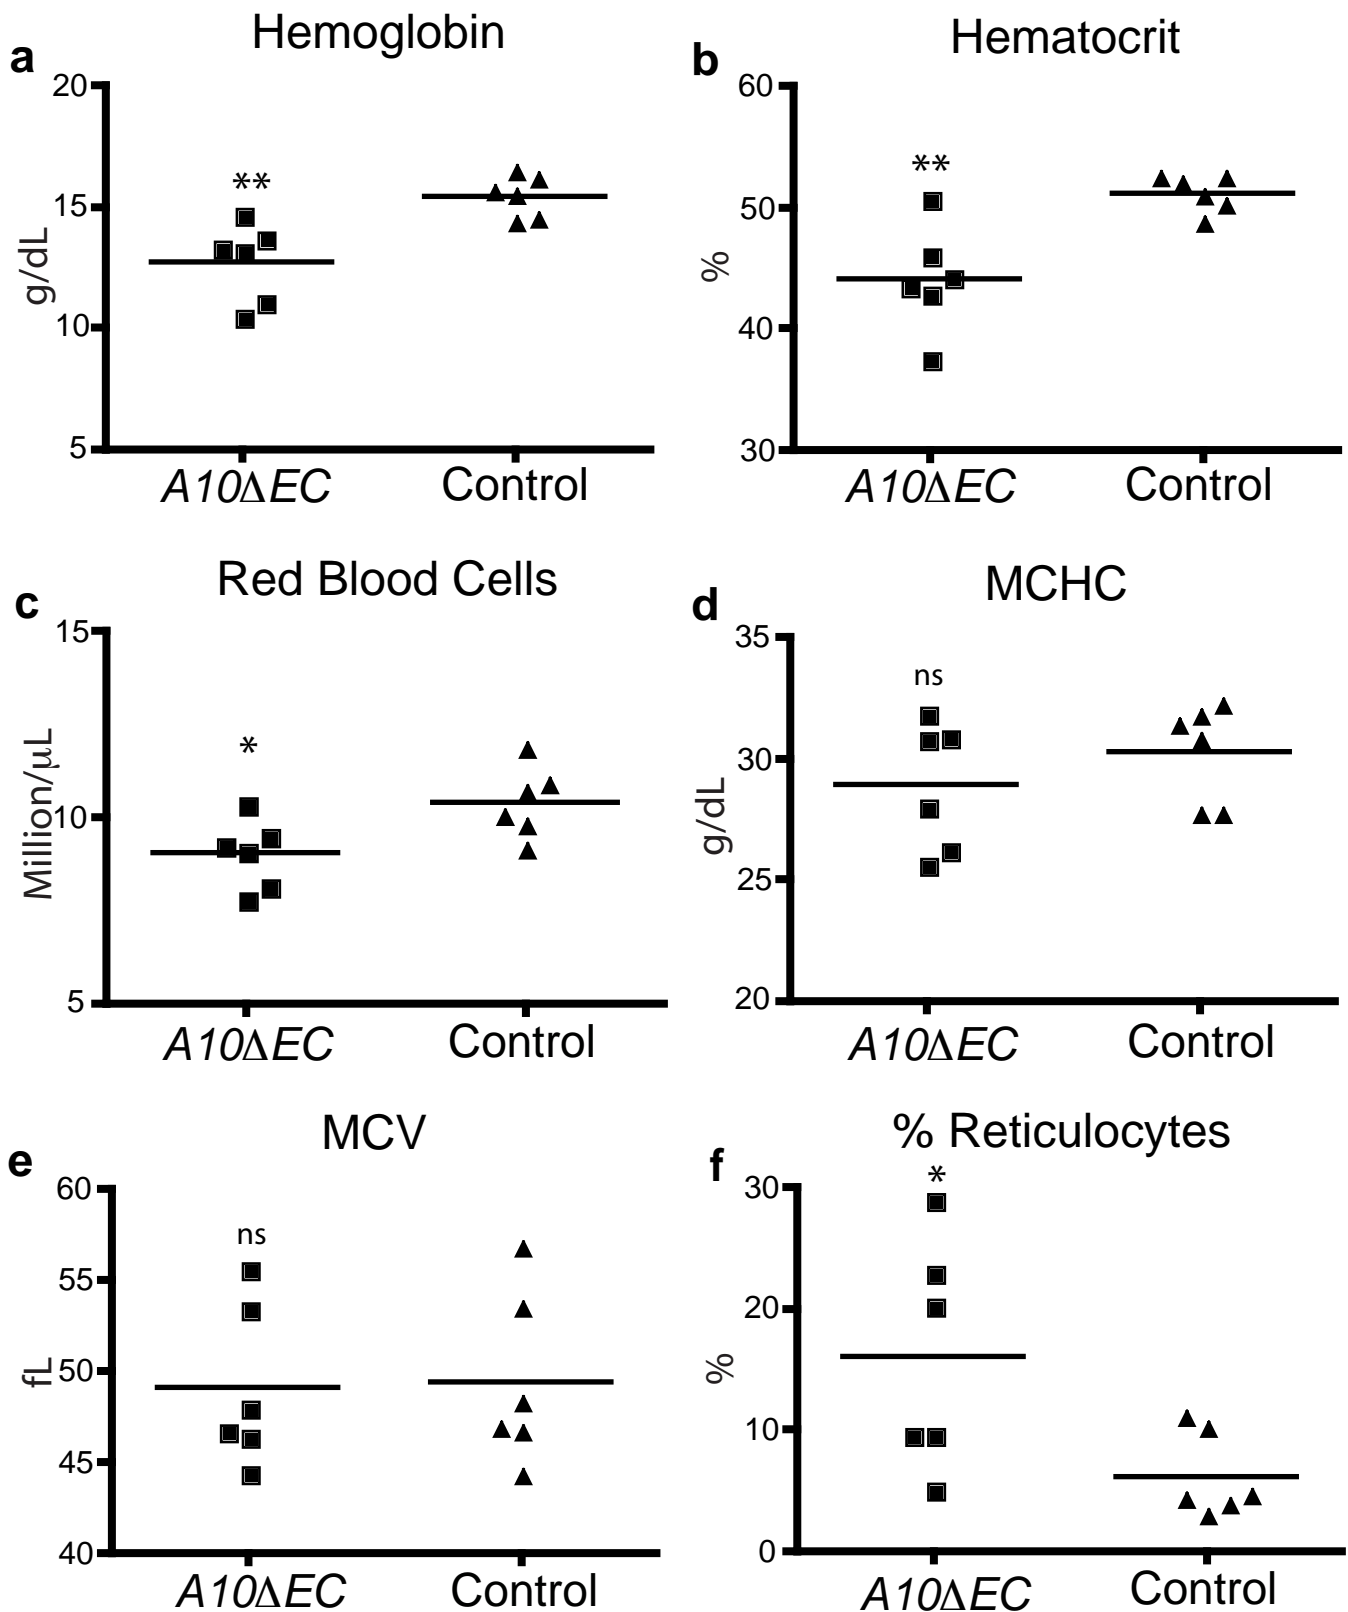 a
Hemoglobin
20
15
10
5
g/dL
**
A10ΔEC
Control
b
Hematocrit
60
50
40
30
%
**
A10ΔEC
Control
c
Red Blood Cells
15
10
5
Million/µL
*
A10ΔEC
Control
d
MCHC
35
30
25
20
g/dL
ns
A10ΔEC
Control
e
MCV
60
55
50
45
40
fL
ns
A10ΔEC
Control
f
% Reticulocytes
30
20
10
0
%
*
A10ΔEC
Control